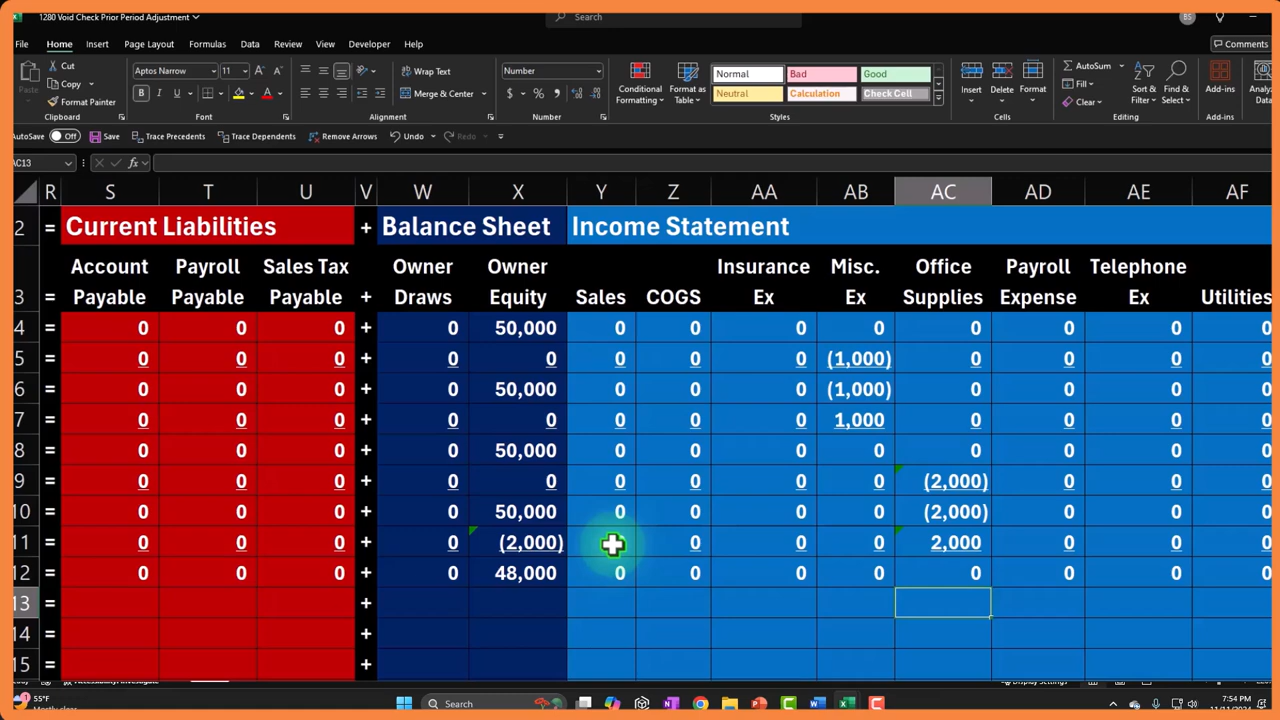 1280 Void Check Prior Period Adjustment
Search
BS
File Home Insert Page Layout Formulas Data Review View Developer Help
Comments
Paste
Cut
Copy
Format Painter
Clipboard
Aptos Narrow 11
B I U
Font
Wrap Text
Merge & Center
Alignment
Number
Number
Conditional Formatting
Format as Table
Normal Bad Good
Neutral Calculation Check Cell
Styles
Insert Delete Format
Cells
AutoSum
Fill
Clear
Sort & Filter
Find & Select
Editing
Add-ins
Add-ins
AutoSave Off Save Trace Precedents Trace Dependents Remove Arrows Undo Redo
AC13 fx
R S T U V W X Y Z AA AB AC AD AE AF
2 = Current Liabilities + Balance Sheet Income Statement
Account Payroll Sales Tax Owner Owner Insurance Misc. Office Payroll Telephone
3 = Payable Payable Payable + Draws Equity Sales COGS Ex Ex Supplies Expense Ex Utilities
4 = 0 0 0 + 0 50,000 0 0 0 0 0 0 0 0
5 = 0 0 0 + 0 0 0 0 0 (1,000) 0 0 0 0
6 = 0 0 0 + 0 50,000 0 0 0 (1,000) 0 0 0 0
7 = 0 0 0 + 0 0 0 0 0 1,000 0 0 0 0
8 = 0 0 0 + 0 50,000 0 0 0 0 0 0 0 0
9 = 0 0 0 + 0 0 0 0 0 0 (2,000) 0 0 0
10 = 0 0 0 + 0 50,000 0 0 0 0 (2,000) 0 0 0
11 = 0 0 0 + 0 (2,000) 0 0 0 2,000 0 0 0
12 = 0 0 0 + 0 48,000 0 0 0 0 0 0 0 0
13 = +
14 = +
15 = +
55°F
Search
7:54 PM
11/11/2024